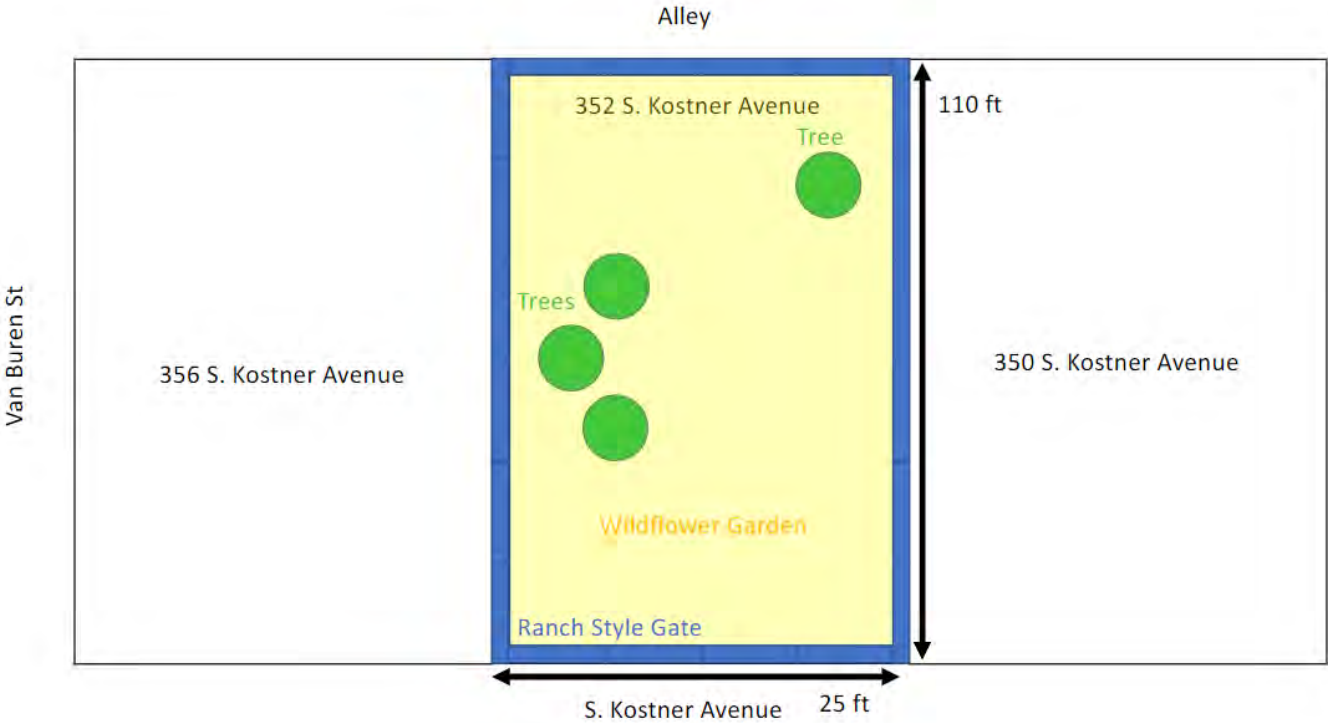 Alley
352 S. Kostner Avenue
110 ft
Tree
Trees
Van Buren St
356 S. Kostner Avenue
350 S. Kostner Avenue
Wildflower Garden
Ranch Style Gate
25 ft
S. Kostner Avenue